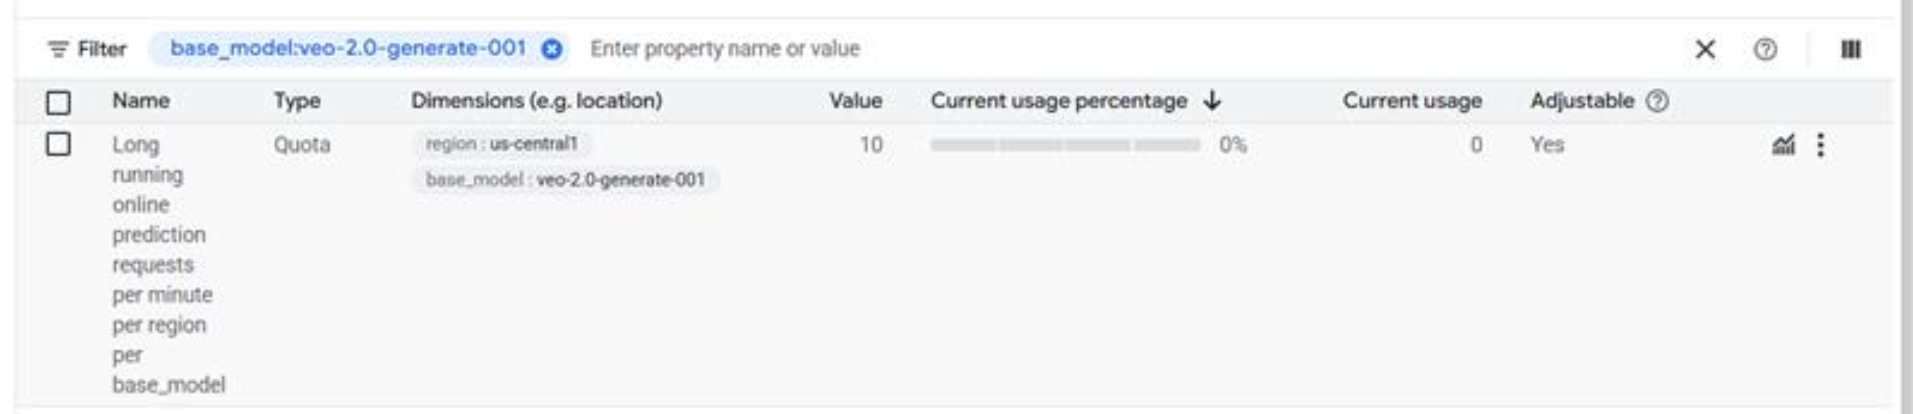 Filter base_model:veo-2.0-generate-001 Enter property name or value
Name Type Dimensions (e.g. location) Value Current usage percentage Current usage Adjustable
Long Quota region : us-central1 10 0% 0 Yes
running base_model : veo-2.0-generate-001
online
prediction
requests
per minute
per region
per
base_model